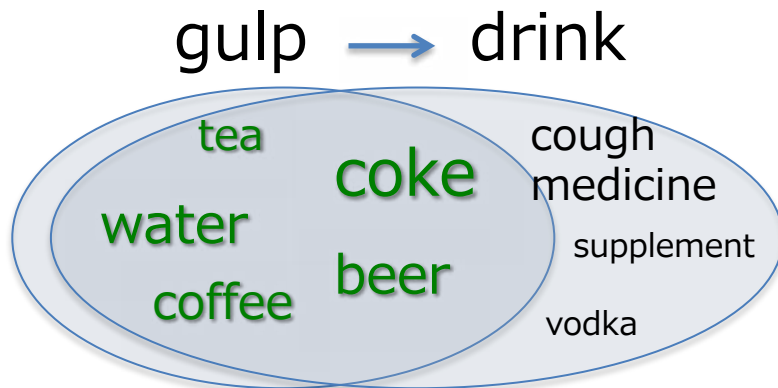 gulp → drink
tea
coke
water
beer
coffee
cough
medicine
supplement
vodka